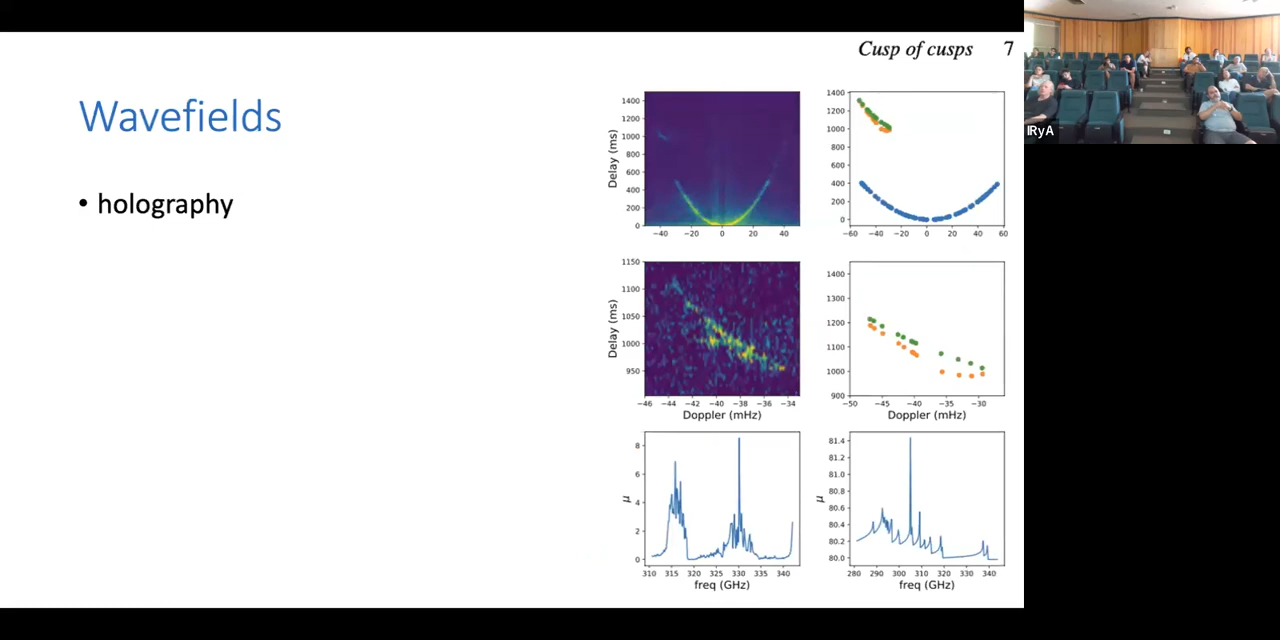 Cusp of cusps 7
Wavefields
• holography
Delay (ms)
1400
1200
1000
800
600
400
200
0
−40 −20 0 20 40
1400
1200
1000
800
600
400
200
0
−60 −40 −20 0 20 40 60
Delay (ms)
1150
1100
1050
1000
950
−46 −44 −42 −40 −38 −36 −34
Doppler (mHz)
1400
1300
1200
1100
1000
900
−50 −45 −40 −35 −30
Doppler (mHz)
μ
8
6
4
2
0
310 315 320 325 330 335 340
freq (GHz)
μ
81.4
81.2
81.0
80.8
80.6
80.4
80.2
80.0
280 290 300 310 320 330 340
freq (GHz)
IRyA